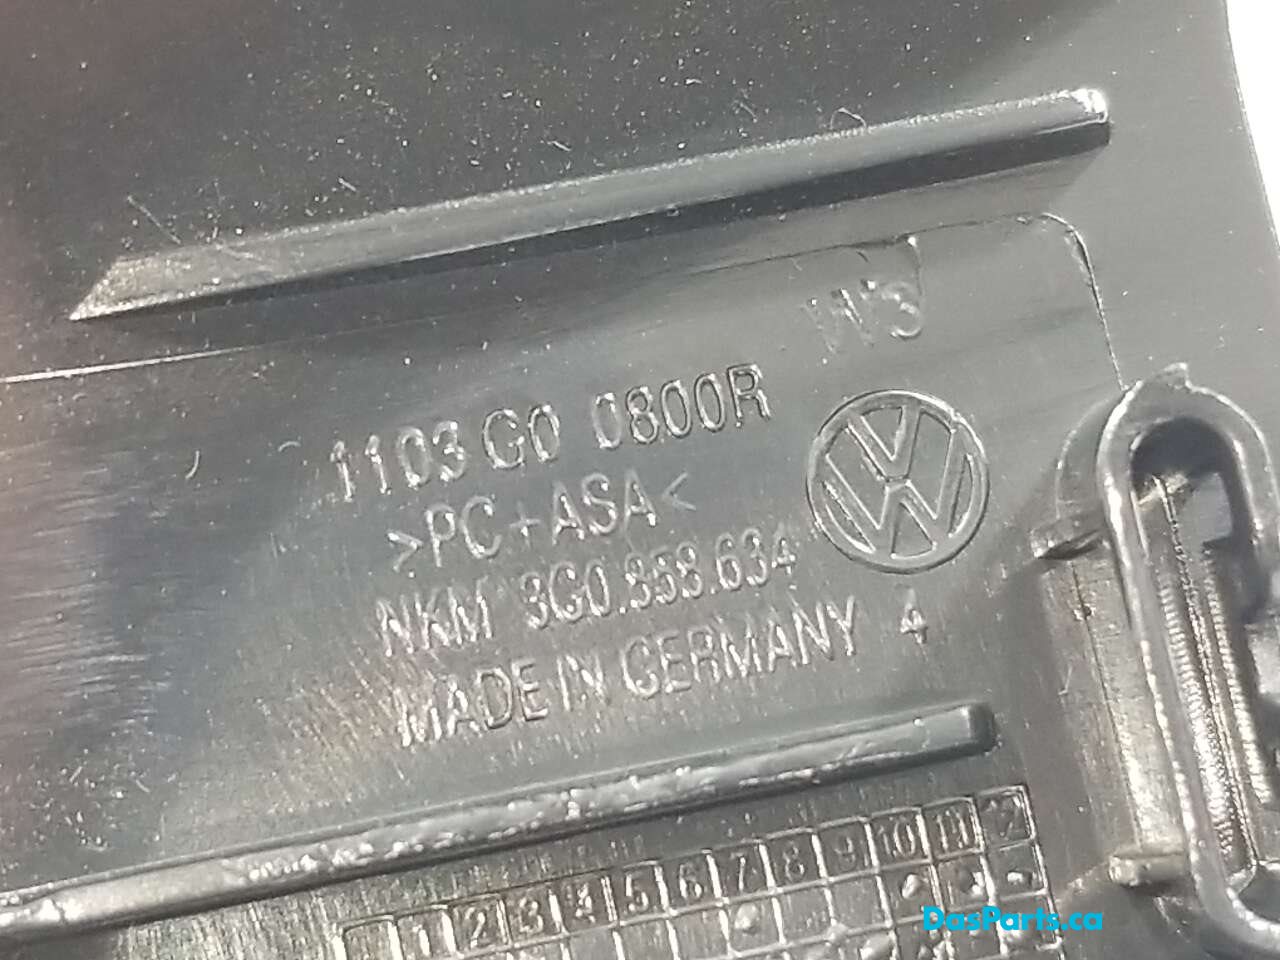 W3
1103 G0 0800R
>PC+ASA<
NKM 3G0.858.634
MADE IN GERMANY 4
1 2 3 4 5 6 7 8 9 10 11 12
DasParts.ca